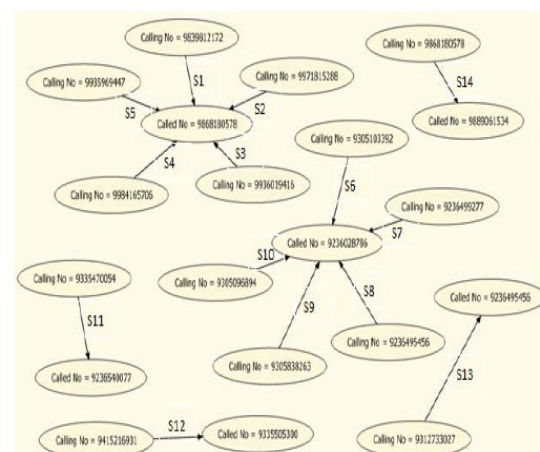 Calling No = 9839812172
Calling No = 9868180578
Calling No = 9935969447
S1
Calling No = 9971815288
S14
S5
S2
Called No = 9868180578
Called No = 9889061534
S4
S3
Calling No = 9305103392
Calling No = 9984165706
Calling No = 9936019416
S6
Calling No = 9236499277
S7
Called No = 9236028786
S10
Calling No = 9335470054
Calling No = 9305096894
S8
Called No = 9236495456
S9
S11
Calling No = 9236495456
Calling No = 9305838263
S13
Called No = 9236548077
S12
Calling No = 9415216931
Called No = 9335505300
Calling No = 9312733027